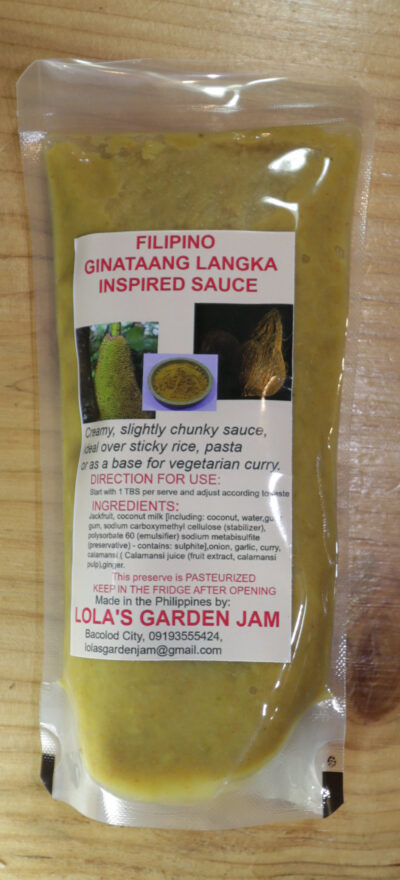 FILIPINO
GINATAANG LANGKA
INSPIRED SAUCE
Creamy, slightly chunky sauce,
ideal over sticky rice, pasta
or as a base for vegetarian curry.
DIRECTION FOR USE:
Start with 1 TBS per serve and adjust according to taste
INGREDIENTS:
Jackfruit, coconut milk [including: coconut, water,gu
gum, sodium carboxymethyl cellulose (stabilizer),
polysorbate 60 (emulsifier) sodium metabisulfite
(preservative) - contains: sulphite],onion, garlic, curry,
calamansi ( Calamansi juice (fruit extract, calamansi
pulp),ginger.
This preserve is PASTEURIZED
KEEP IN THE FRIDGE AFTER OPENING
Made in the Philippines by:
LOLA'S GARDEN JAM
Bacolod City, 09193555424,
lolasgardenjam@gmail.com